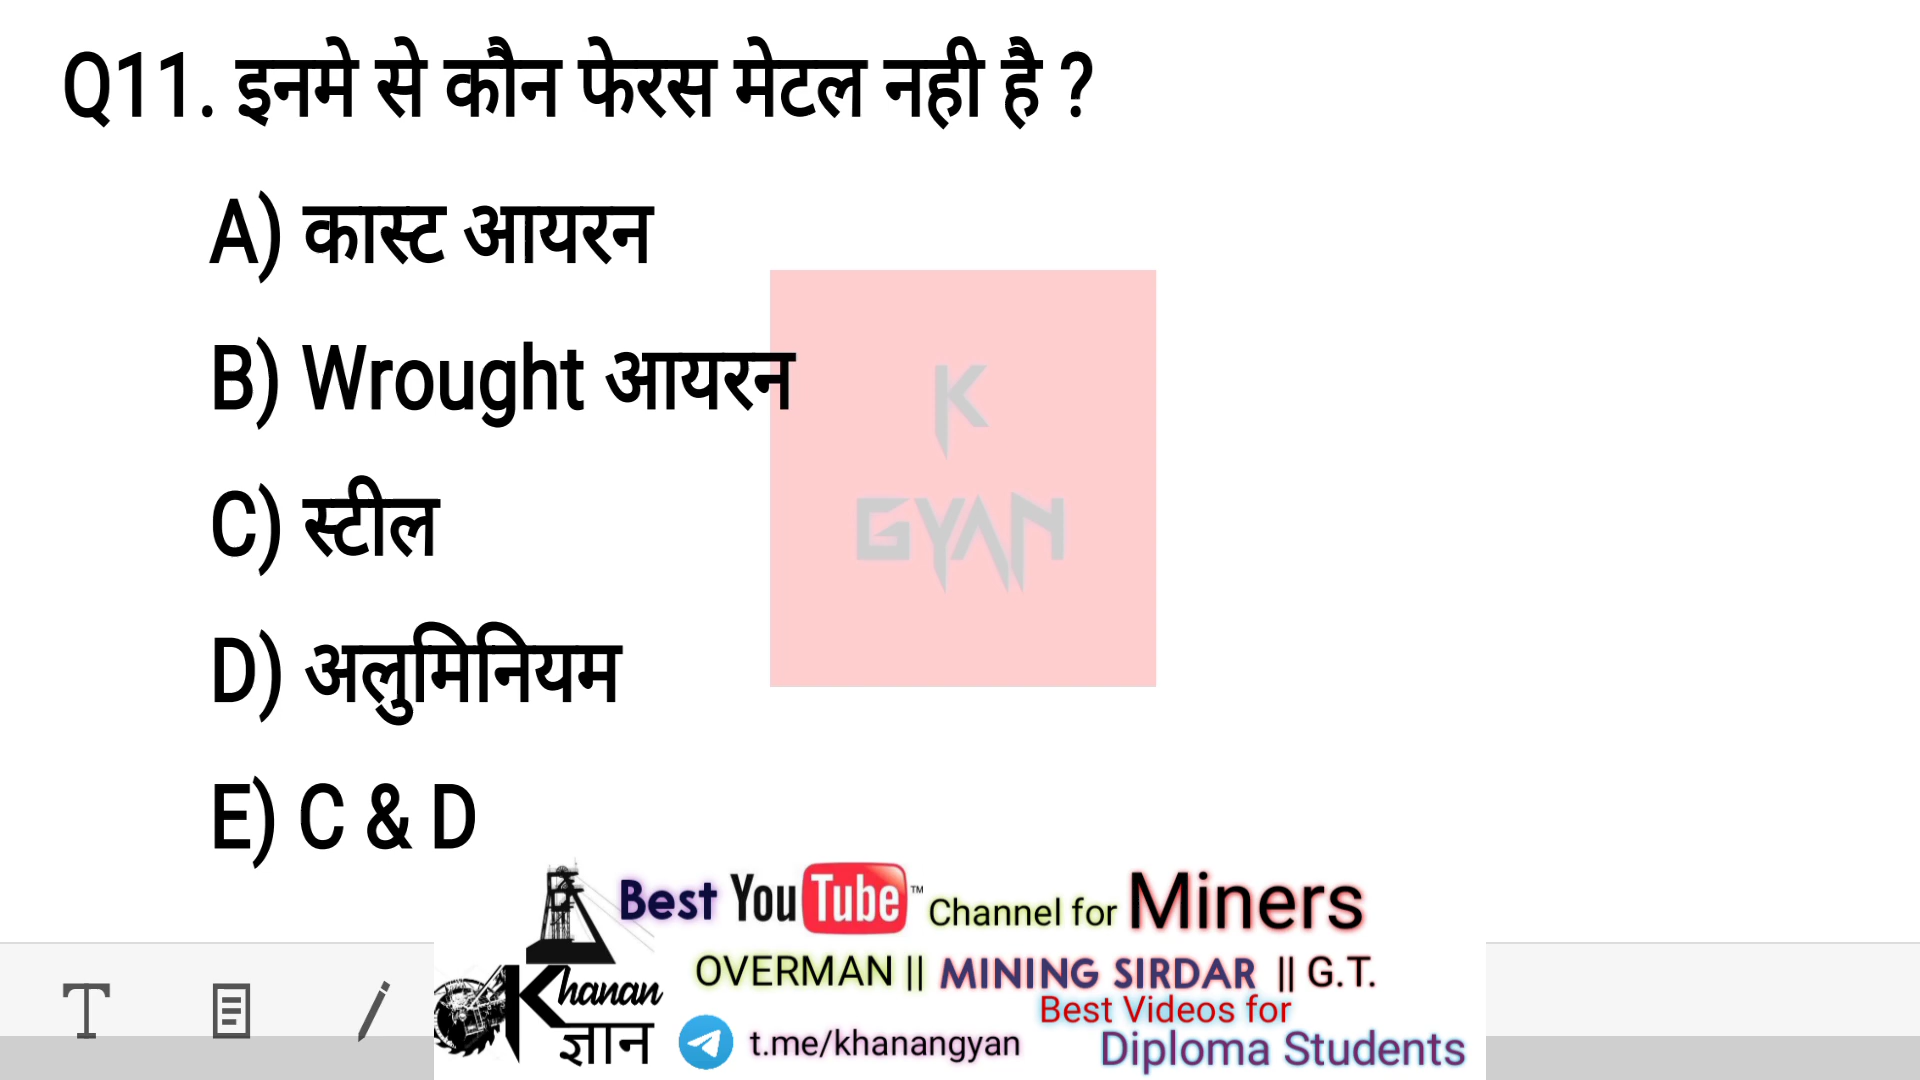 Q11. इनमे से कौन फेरस मेटल नही है ?
A) कास्ट आयरन
B) Wrought आयरन
C) स्टील
D) अलुमिनियम
E) C & D
K
GYAN
Best YouTube™ Channel for Miners
OVERMAN || MINING SIRDAR || G.T.
Khanan
ज्ञान
Best Videos for
t.me/khanangyan
Diploma Students
T